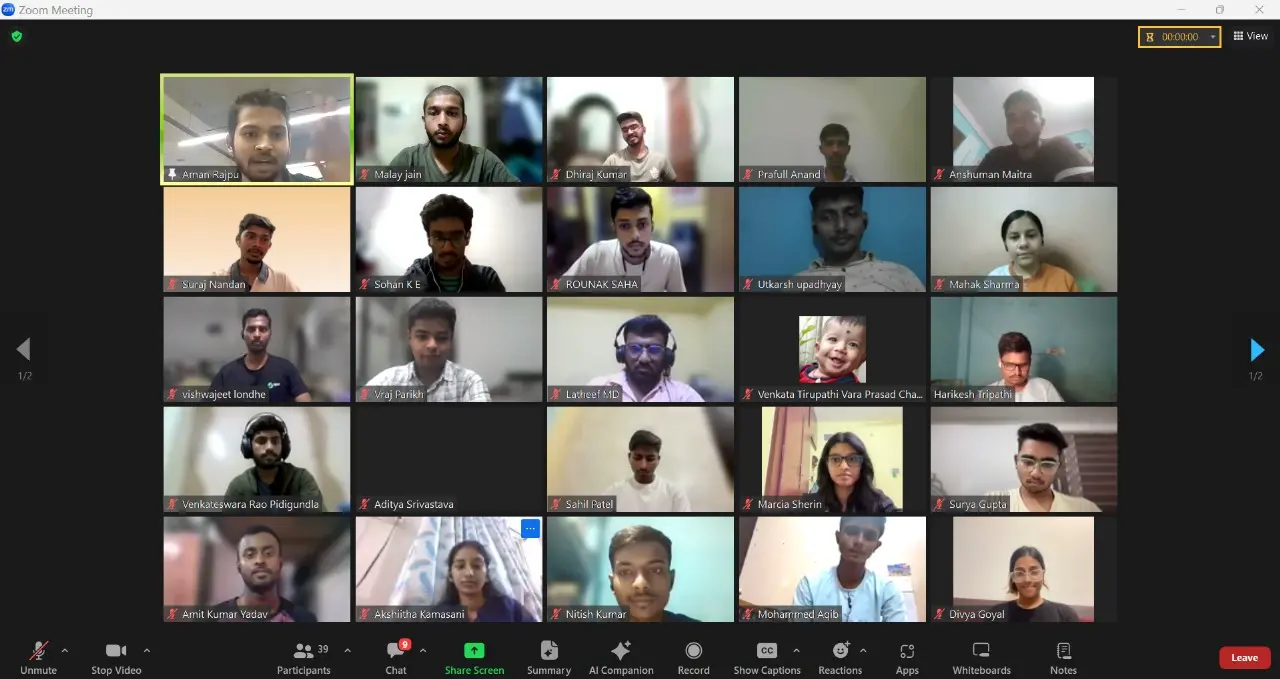 zm Zoom Meeting
00:00:00 View
Aman Rajpu
Malay jain
Dhiraj Kumar
Prafull Anand
Anshuman Maitra
Suraj Nandan
Sohan K E
ROUNAK SAHA
Utkarsh upadhyay
Mahak Sharma
vishwajeet londhe
Vraj Parikh
Latheef MD
Venkata Tirupathi Vara Prasad Cha...
Harikesh Tripathi
1/2
1/2
Venkateswara Rao Pidigundla
Aditya Srivastava
Sahil Patel
Marcia Sherin
Surya Gupta
Amit Kumar Yadav
Akshiitha Kamasani
Nitish Kumar
Mohammed Aqib
Divya Goyal
39
9
CC
Unmute
Stop Video
Participants
Chat
Share Screen
Summary
AI Companion
Record
Show Captions
Reactions
Apps
Whiteboards
Notes
Leave